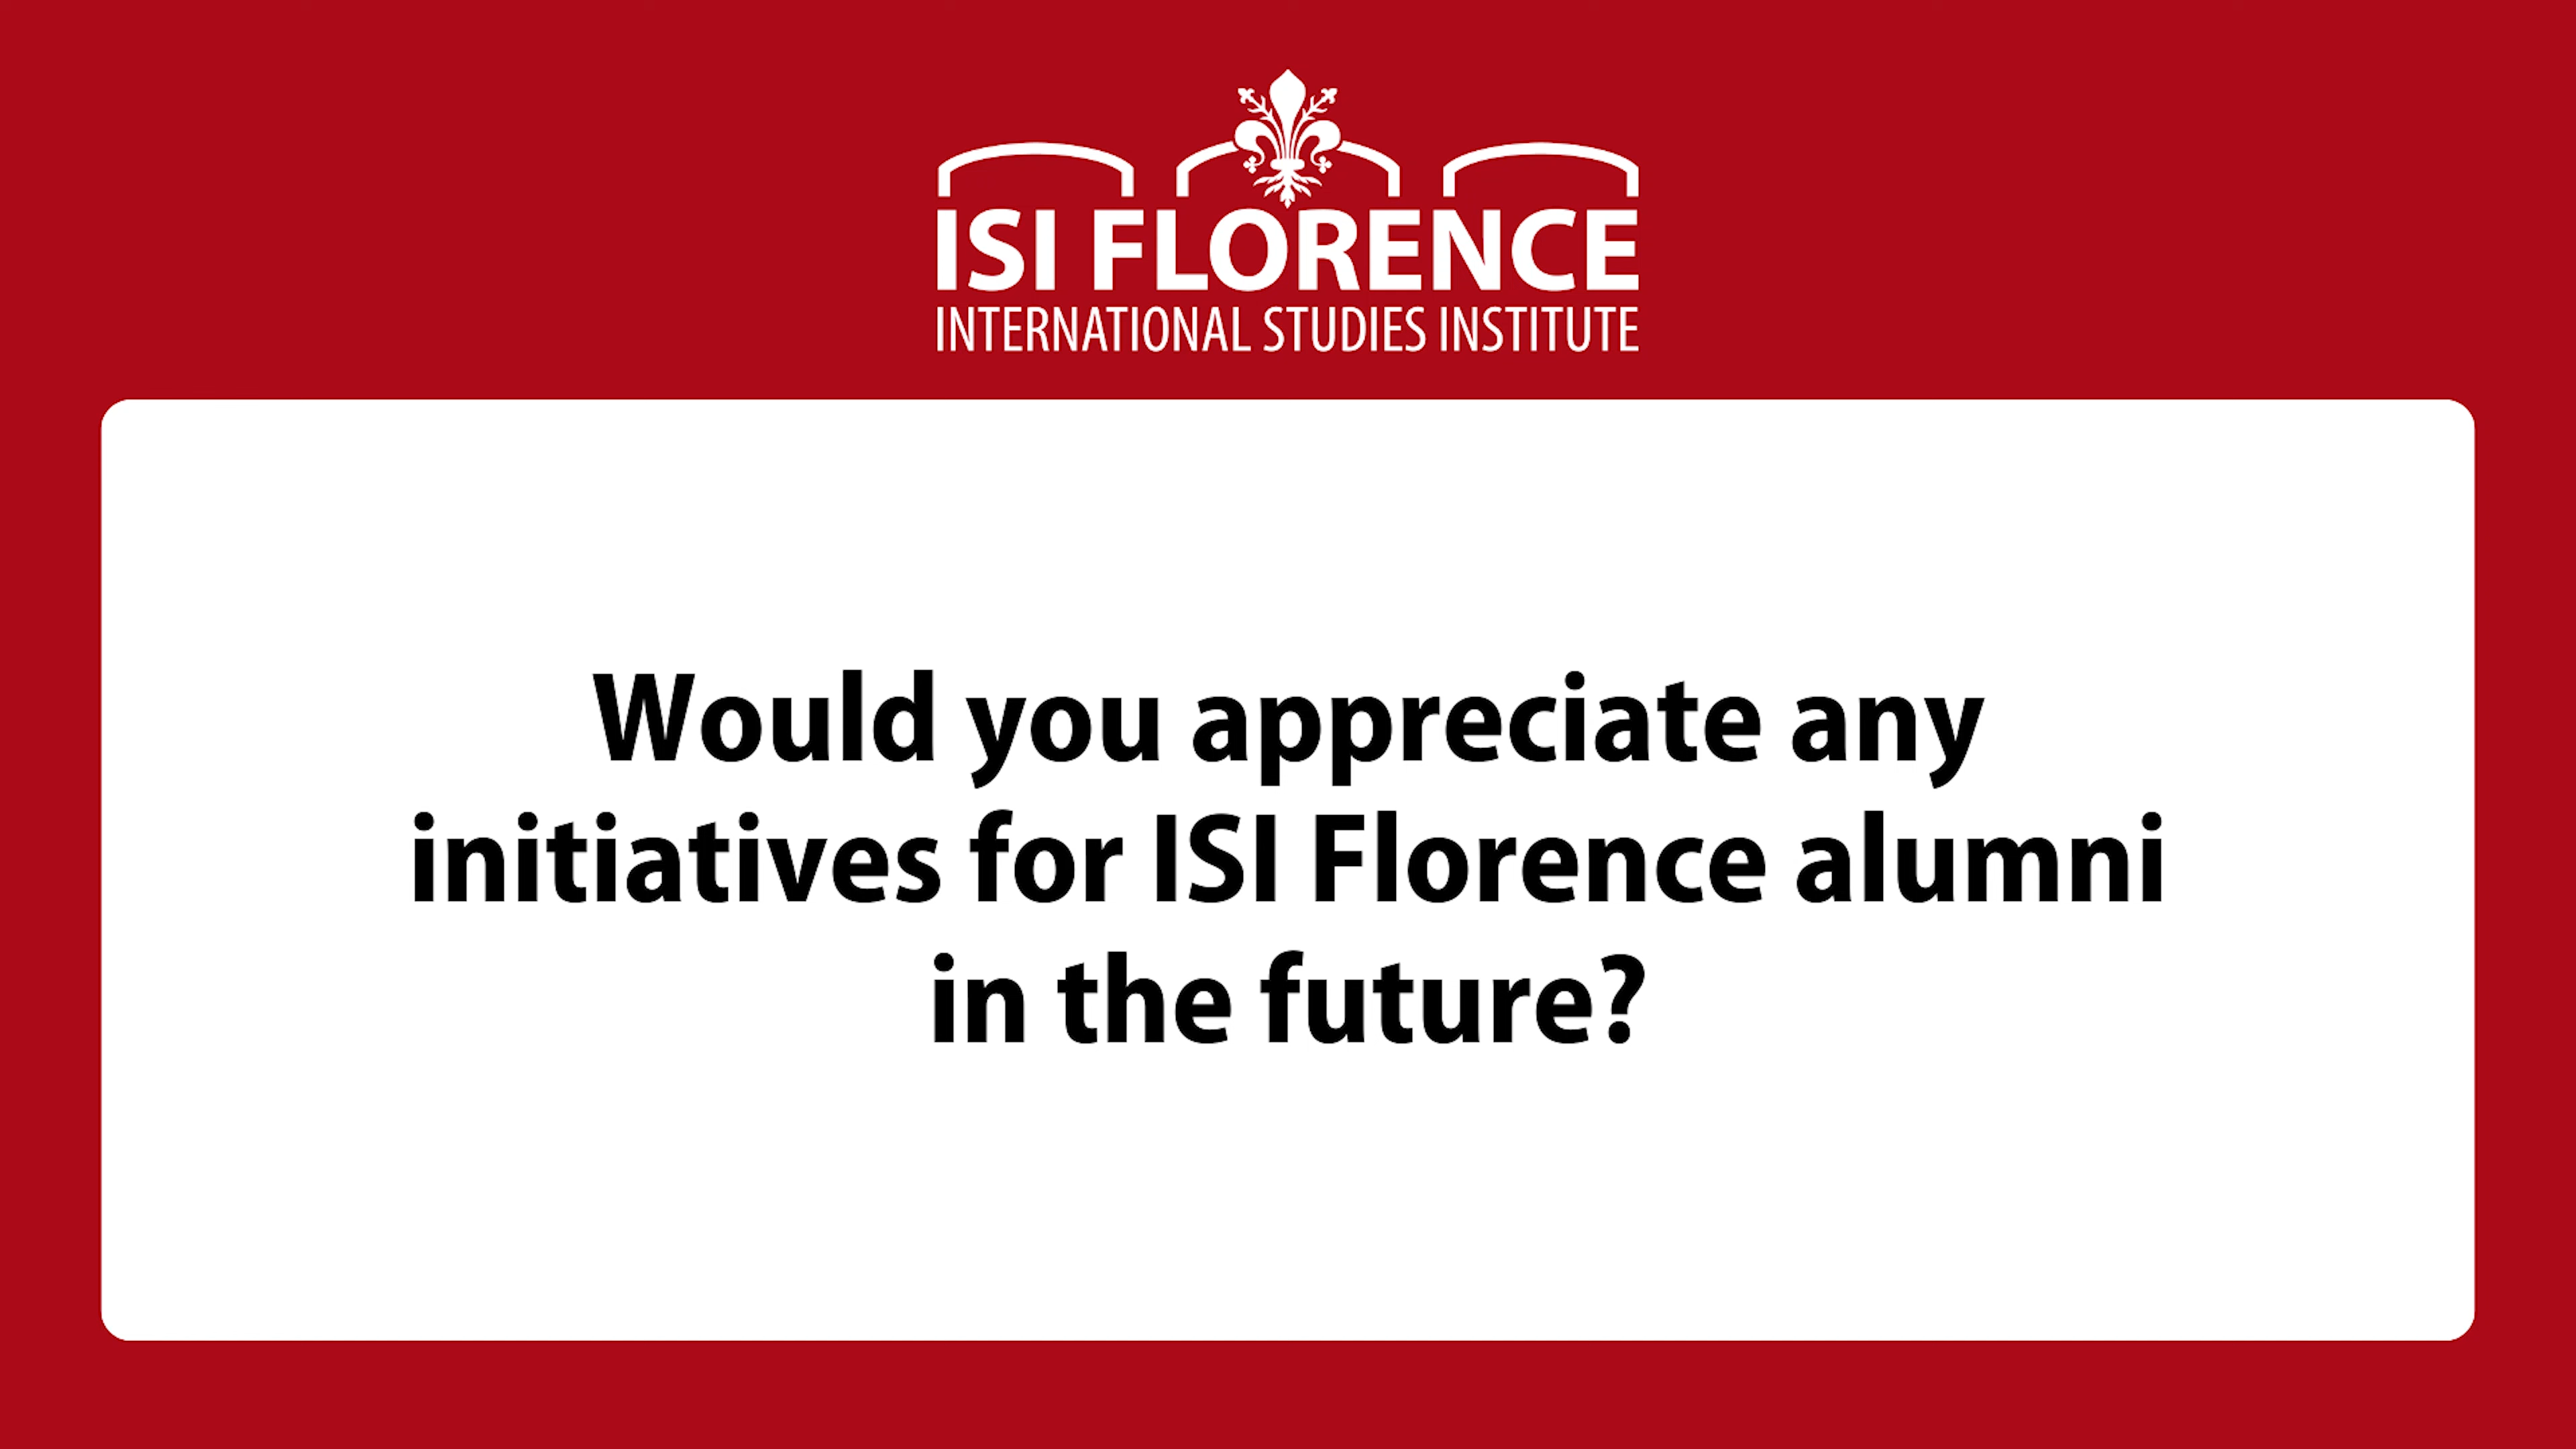 ISI FLORENCE
INTERNATIONAL STUDIES INSTITUTE
Would you appreciate any
initiatives for ISI Florence alumni
in the future?